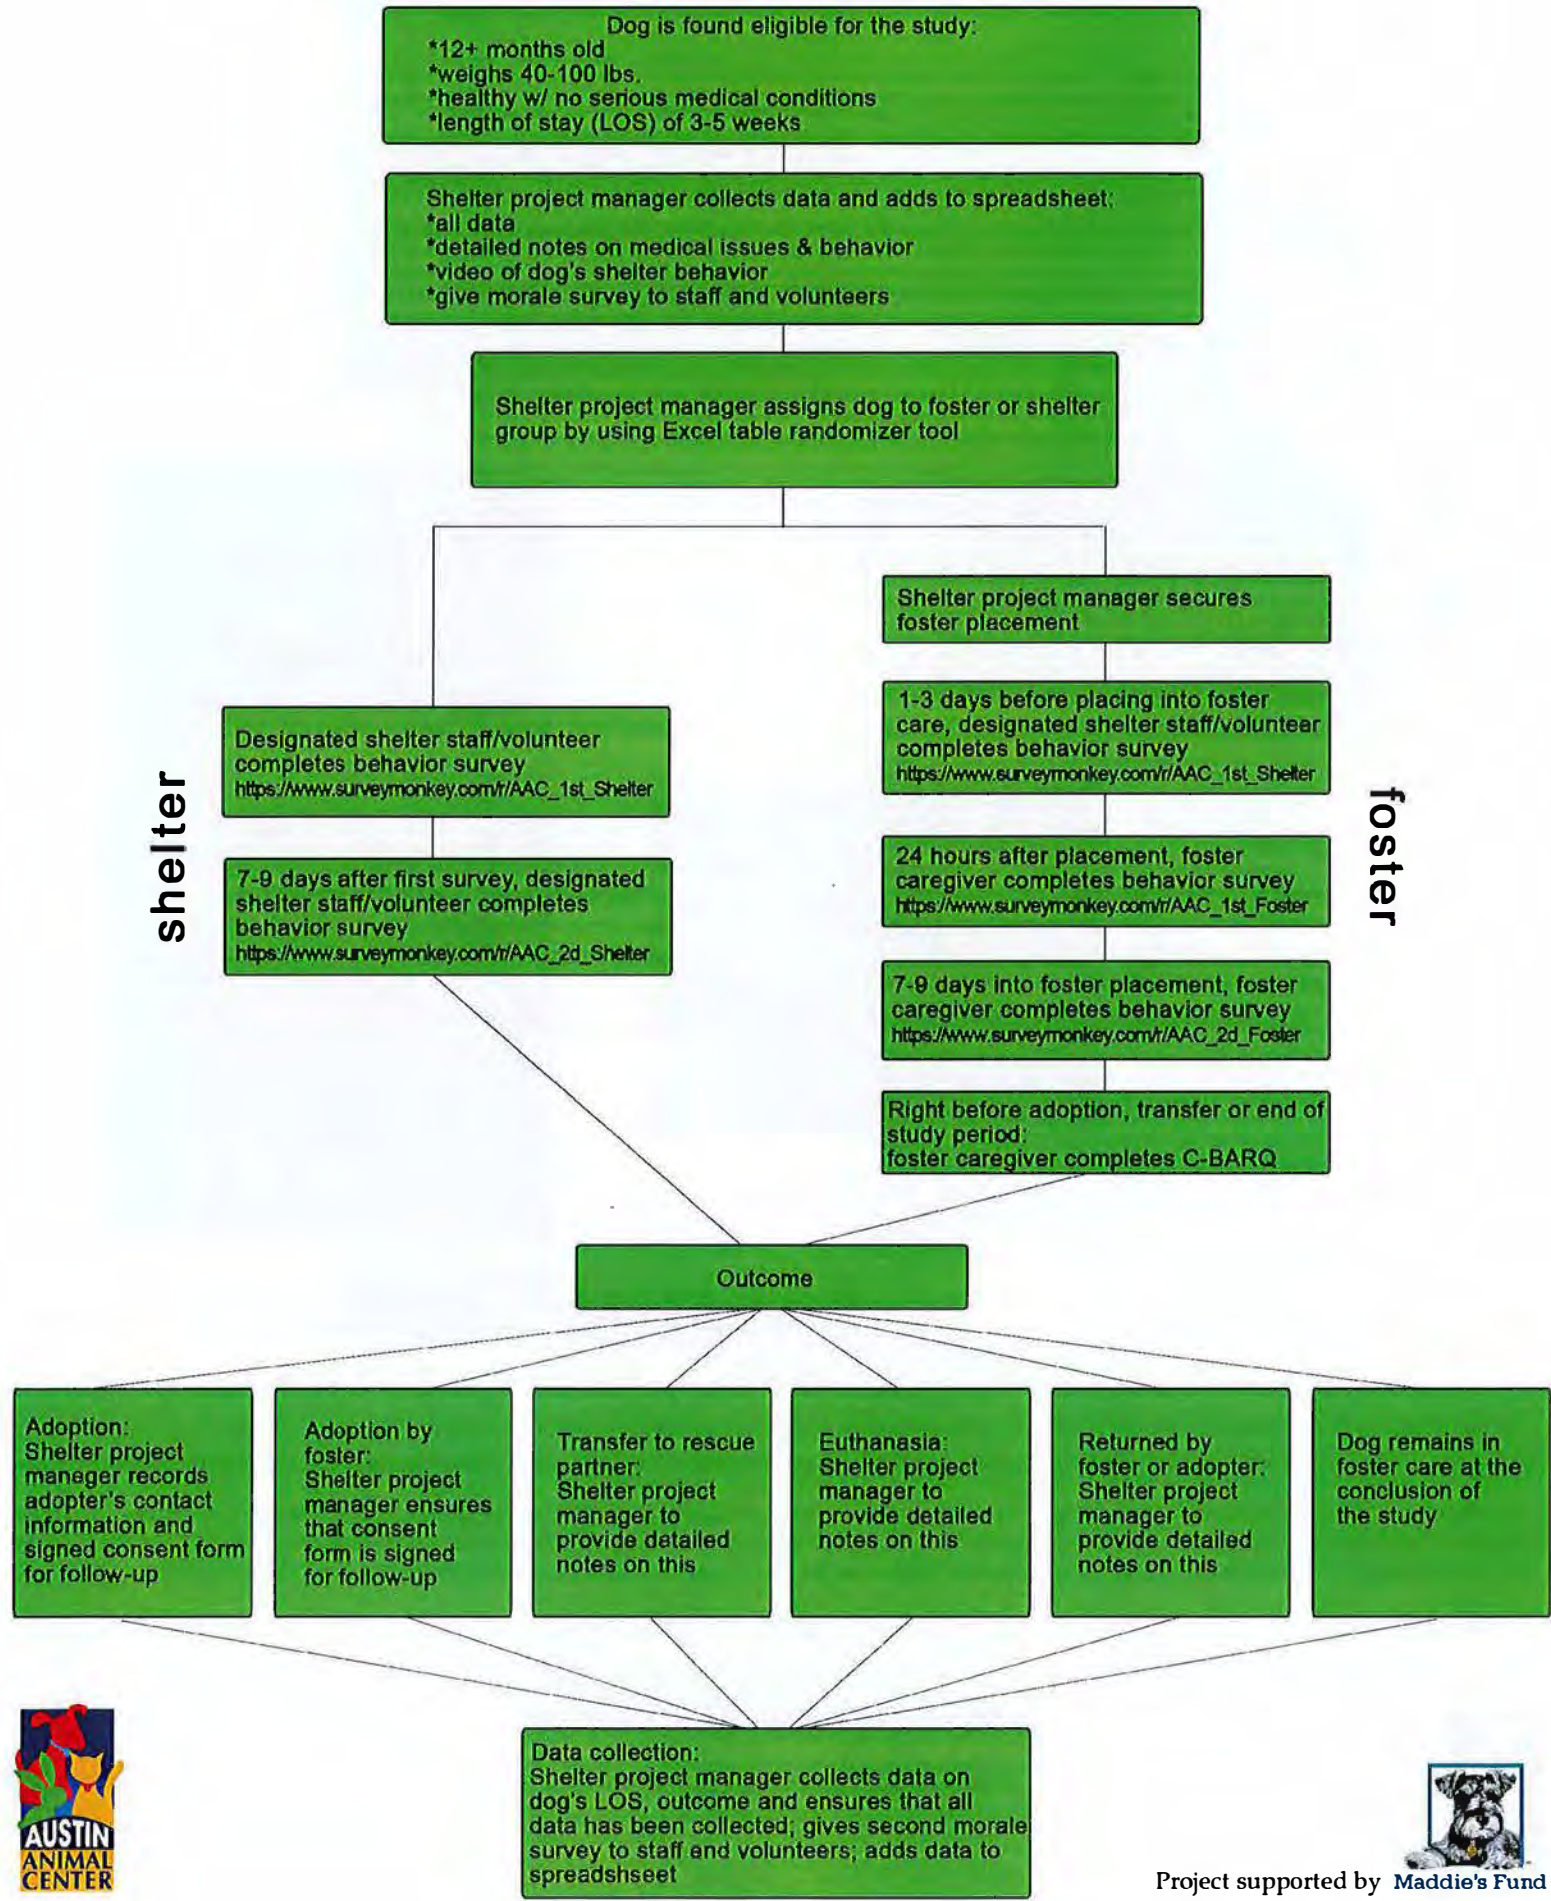 Dog is found eligible for the study:
*12+ months old
*weighs 40-100 lbs.
*healthy w/ no serious medical conditions
*length of stay (LOS) of 3-5 weeks
Shelter project manager collects data and adds to spreadsheet:
*all data
*detailed notes on medical issues & behavior
*video of dog's shelter behavior
*give morale survey to staff and volunteers
Shelter project manager assigns dog to foster or shelter
group by using Excel table randomizer tool
shelter
Designated shelter staff/volunteer
completes behavior survey
https://www.surveymonkey.com/r/AAC_1st_Shelter
7-9 days after first survey, designated
shelter staff/volunteer completes
behavior survey
https://www.surveymonkey.com/r/AAC_2d_Shelter
foster
Shelter project manager secures
foster placement
1-3 days before placing into foster
care, designated shelter staff/volunteer
completes behavior survey
https://www.surveymonkey.com/r/AAC_1st_Shelter
24 hours after placement, foster
caregiver completes behavior survey
https://www.surveymonkey.com/r/AAC_1st_Foster
7-9 days into foster placement, foster
caregiver completes behavior survey
https://www.surveymonkey.com/r/AAC_2d_Foster
Right before adoption, transfer or end of
study period:
foster caregiver completes C-BARQ
Outcome
Adoption:
Shelter project
manager records
adopter's contact
information and
signed consent form
for follow-up
Adoption by
foster:
Shelter project
manager ensures
that consent
form is signed
for follow-up
Transfer to rescue
partner:
Shelter project
manager to
provide detailed
notes on this
Euthanasia:
Shelter project
manager to
provide detailed
notes on this
Returned by
foster or adopter:
Shelter project
manager to
provide detailed
notes on this
Dog remains in
foster care at the
conclusion of
the study
Data collection:
Shelter project manager collects data on
dog's LOS, outcome and ensures that all
data has been collected; gives second morale
survey to staff and volunteers; adds data to
spreadshseet
AUSTIN
ANIMAL
CENTER
Project supported by Maddie's Fund